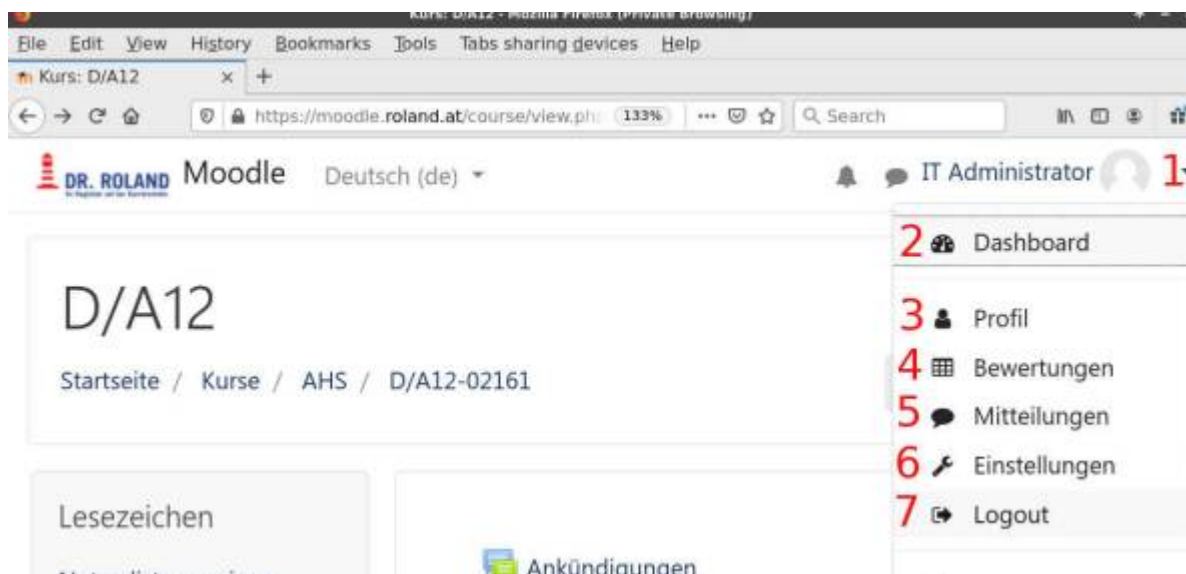 Kurs: D/A12 - Mozilla Firefox (Private Browsing)
File Edit View History Bookmarks Tools Tabs sharing devices Help
Kurs: D/A12 × +
https://moodle.roland.at/course/view.ph 133% ... Search
DR. ROLAND Moodle Deutsch (de) IT Administrator 1
2 Dashboard
D/A12
3 Profil
4 Bewertungen
Startseite / Kurse / AHS / D/A12-02161
5 Mitteilungen
6 Einstellungen
7 Logout
Lesezeichen
Ankündigungen